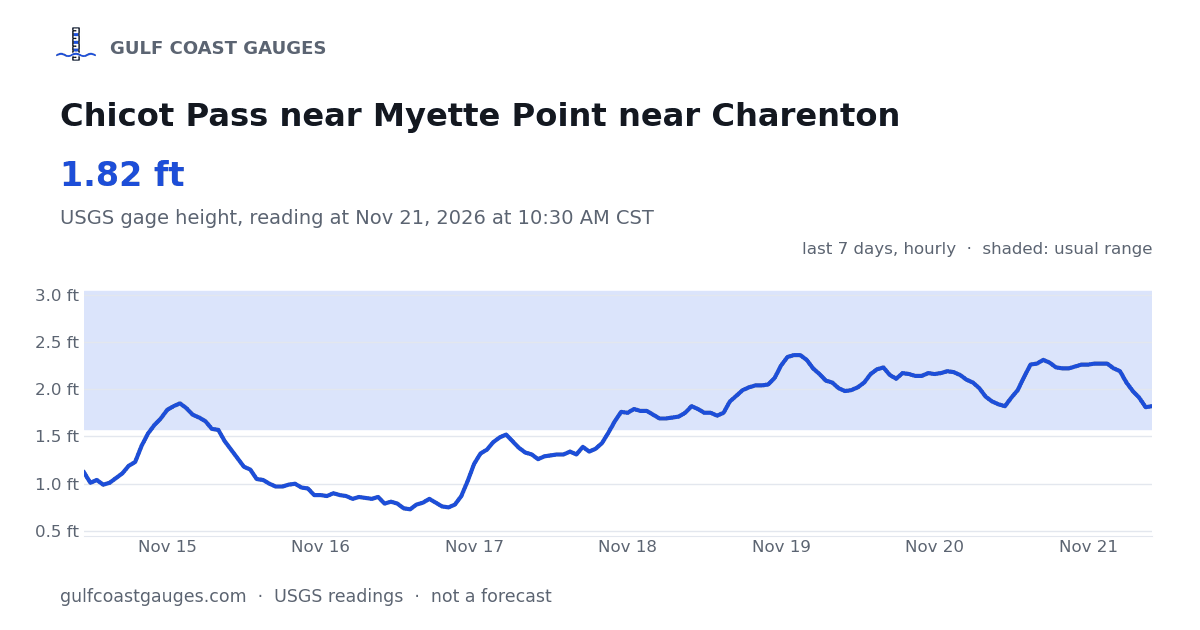 GULF COAST GAUGES
Chicot Pass near Myette Point near Charenton
1.82 ft
USGS gage height, reading at Nov 21, 2026 at 10:30 AM CST
last 7 days, hourly · shaded: usual range
3.0 ft
2.5 ft
2.0 ft
1.5 ft
1.0 ft
0.5 ft
Nov 15 Nov 16 Nov 17 Nov 18 Nov 19 Nov 20 Nov 21
gulfcoastgauges.com · USGS readings · not a forecast